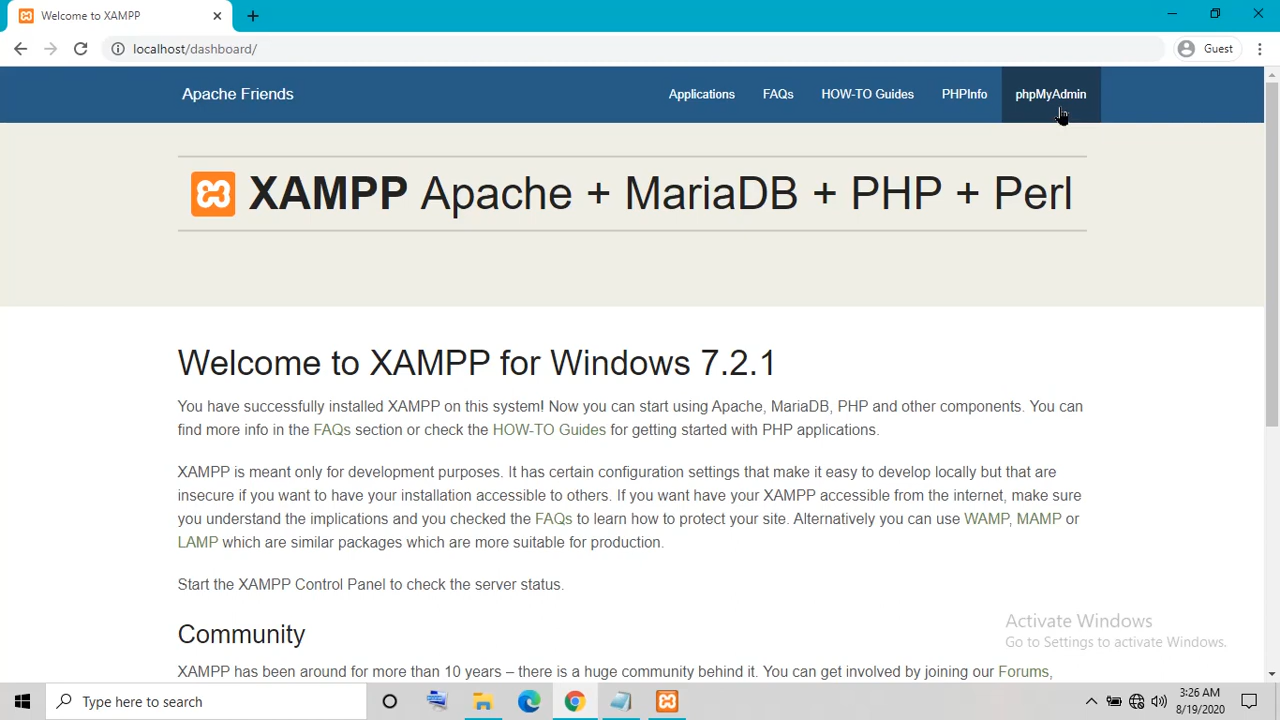 Welcome to XAMPP
localhost/dashboard/
Guest
Apache Friends
Applications
FAQs
HOW-TO Guides
PHPInfo
phpMyAdmin
XAMPP Apache + MariaDB + PHP + Perl
Welcome to XAMPP for Windows 7.2.1
You have successfully installed XAMPP on this system! Now you can start using Apache, MariaDB, PHP and other components. You can
find more info in the FAQs section or check the HOW-TO Guides for getting started with PHP applications.
XAMPP is meant only for development purposes. It has certain configuration settings that make it easy to develop locally but that are
insecure if you want to have your installation accessible to others. If you want have your XAMPP accessible from the internet, make sure
you understand the implications and you checked the FAQs to learn how to protect your site. Alternatively you can use WAMP, MAMP or
LAMP which are similar packages which are more suitable for production.
Start the XAMPP Control Panel to check the server status.
Activate Windows
Go to Settings to activate Windows.
Community
XAMPP has been around for more than 10 years – there is a huge community behind it. You can get involved by joining our Forums,
Type here to search
3:26 AM
8/19/2020